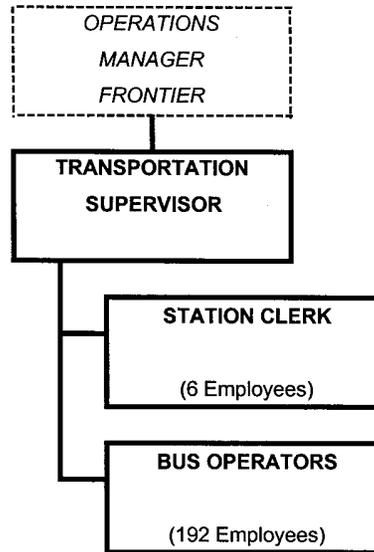 OPERATIONS
MANAGER
FRONTIER
TRANSPORTATION
SUPERVISOR
STATION CLERK
(6 Employees)
BUS OPERATORS
(192 Employees)